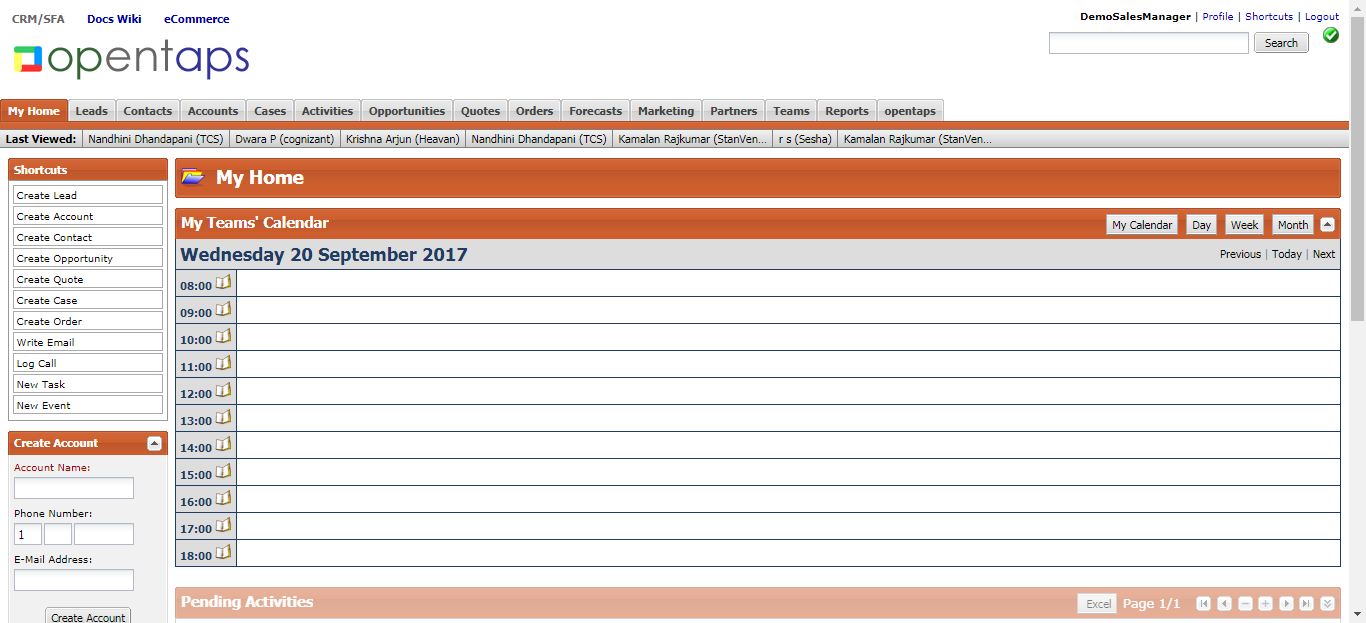 CRM/SFA Docs Wiki eCommerce
DemoSalesManager | Profile | Shortcuts | Logout
opentaps
Search
My Home Leads Contacts Accounts Cases Activities Opportunities Quotes Orders Forecasts Marketing Partners Teams Reports opentaps
Last Viewed: Nandhini Dhandapani (TCS) Dwara P (cognizant) Krishna Arjun (Heavan) Nandhini Dhandapani (TCS) Kamalan Rajkumar (StanVen... r s (Sesha) Kamalan Rajkumar (StanVen...
Shortcuts
Create Lead
Create Account
Create Contact
Create Opportunity
Create Quote
Create Case
Create Order
Write Email
Log Call
New Task
New Event
Create Account
Account Name:
Phone Number:
1
E-Mail Address:
Create Account
My Home
My Teams' Calendar My Calendar Day Week Month
Wednesday 20 September 2017 Previous | Today | Next
08:00
09:00
10:00
11:00
12:00
13:00
14:00
15:00
16:00
17:00
18:00
Pending Activities Excel Page 1/1